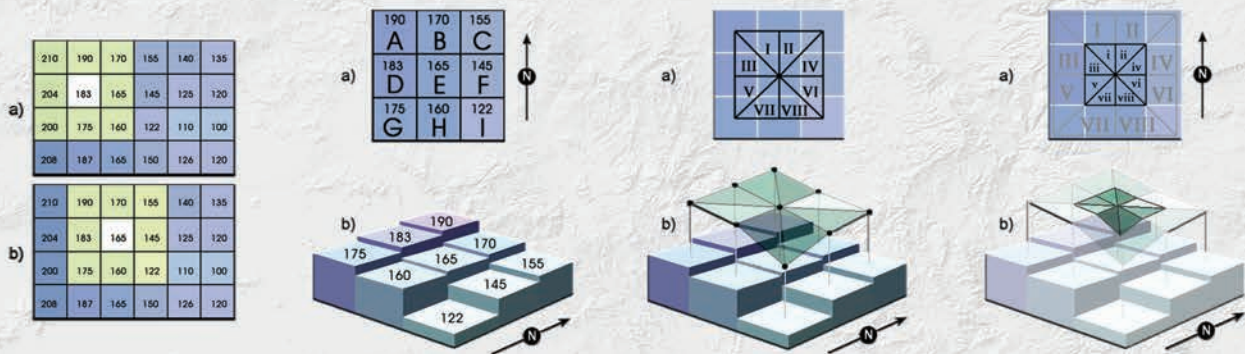 a)
210 190 170 155 140 135
204 183 165 145 125 120
200 175 160 122 110 100
208 187 165 150 126 120
b)
210 190 170 155 140 135
204 183 165 145 125 120
200 175 160 122 110 100
208 187 165 150 126 120
a)
190 170 155
A B C
183 165 145
D E F
175 160 122
G H I
N
b)
190
183 170
175 165 155
160 145
122
N
a)
I II
III IV
V VI
VII VIII
b)
N
a)
I II
III IV
V VI
VII VIII
i ii
iii iv
v vi
vii viii
N
b)
N